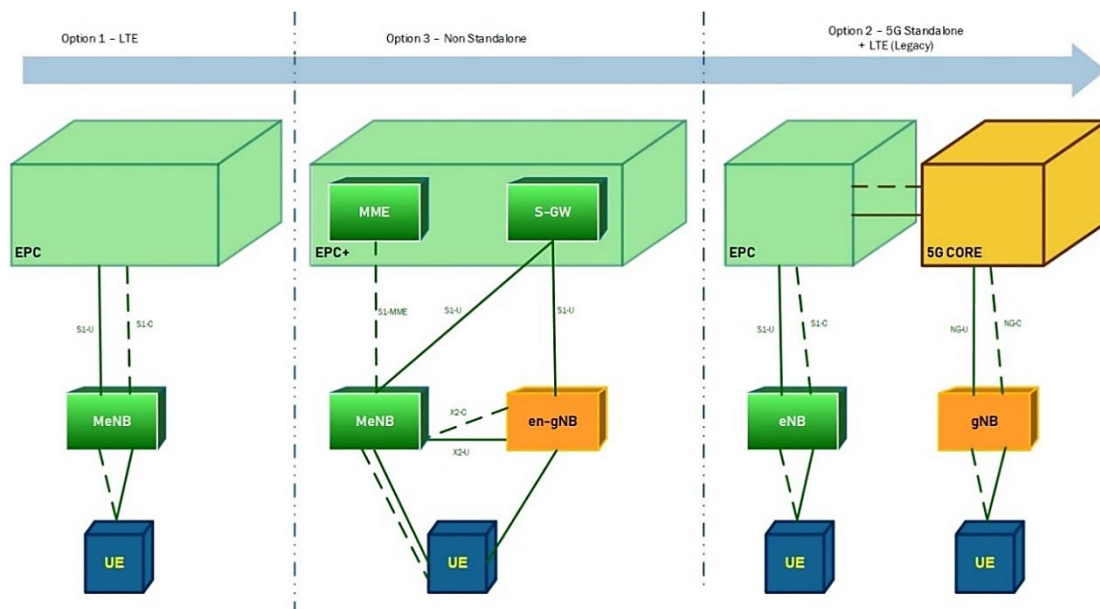 Option 1 – LTE
Option 3 – Non Standalone
Option 2 – 5G Standalone
+ LTE (Legacy)
EPC
S1-U
S1-C
MeNB
UE
MME
S-GW
EPC+
S1-MME
S1-U
S1-U
MeNB
X2-C
X2-U
en-gNB
UE
EPC
5G CORE
S1-U
S1-C
NG-U
NG-C
eNB
gNB
UE
UE